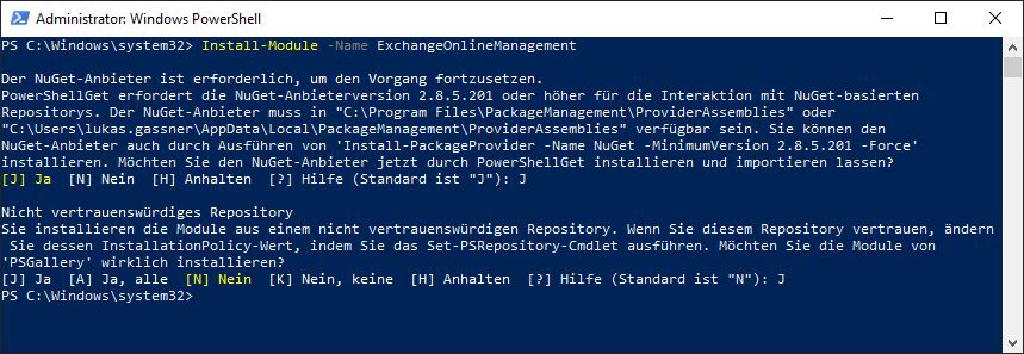 Administrator: Windows PowerShell
PS C:\Windows\system32> Install-Module -Name ExchangeOnlineManagement
Der NuGet-Anbieter ist erforderlich, um den Vorgang fortzusetzen.
PowerShellGet erfordert die NuGet-Anbieterversion 2.8.5.201 oder höher für die Interaktion mit NuGet-basierten
Repositorys. Der NuGet-Anbieter muss in "C:\Program Files\PackageManagement\ProviderAssemblies" oder
"C:\Users\lukas.gassner\AppData\Local\PackageManagement\ProviderAssemblies" verfügbar sein. Sie können den
NuGet-Anbieter auch durch Ausführen von 'Install-PackageProvider -Name NuGet -MinimumVersion 2.8.5.201 -Force'
installieren. Möchten Sie den NuGet-Anbieter jetzt durch PowerShellGet installieren und importieren lassen?
[J] Ja  [N] Nein  [H] Anhalten  [?] Hilfe (Standard ist "J"): J
Nicht vertrauenswürdiges Repository
Sie installieren die Module aus einem nicht vertrauenswürdigen Repository. Wenn Sie diesem Repository vertrauen, ändern
 Sie dessen InstallationPolicy-Wert, indem Sie das Set-PSRepository-Cmdlet ausführen. Möchten Sie die Module von
'PSGallery' wirklich installieren?
[J] Ja  [A] Ja, alle  [N] Nein  [K] Nein, keine  [H] Anhalten  [?] Hilfe (Standard ist "N"): J
PS C:\Windows\system32>